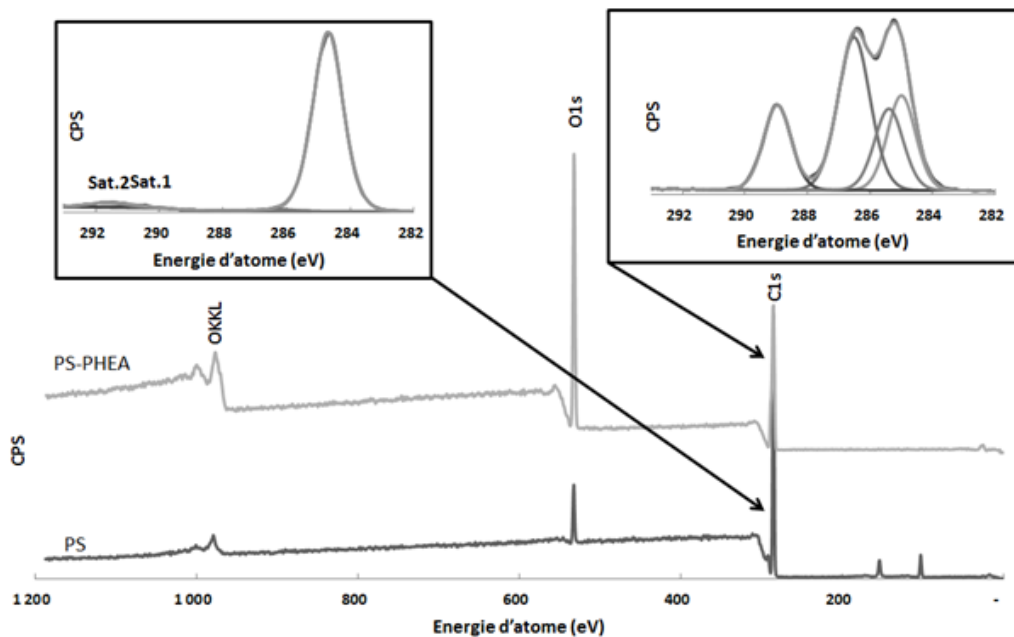 CPS
Sat.2Sat.1
292 290 286 284 282
Energie d'atome (eV)
CPS
292 290 288 286 284 282
Energie d'atome (eV)
O1s
C1s
OKKL
PS-PHEA
CPS
PS
1 200 1 000 800 600 400 200 -
Energie d'atome (eV)